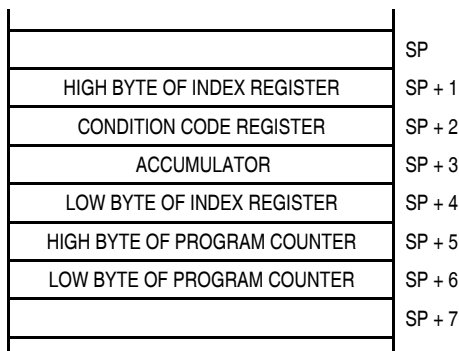 SP
HIGH BYTE OF INDEX REGISTER SP + 1
CONDITION CODE REGISTER SP + 2
ACCUMULATOR SP + 3
LOW BYTE OF INDEX REGISTER SP + 4
HIGH BYTE OF PROGRAM COUNTER SP + 5
LOW BYTE OF PROGRAM COUNTER SP + 6
SP + 7